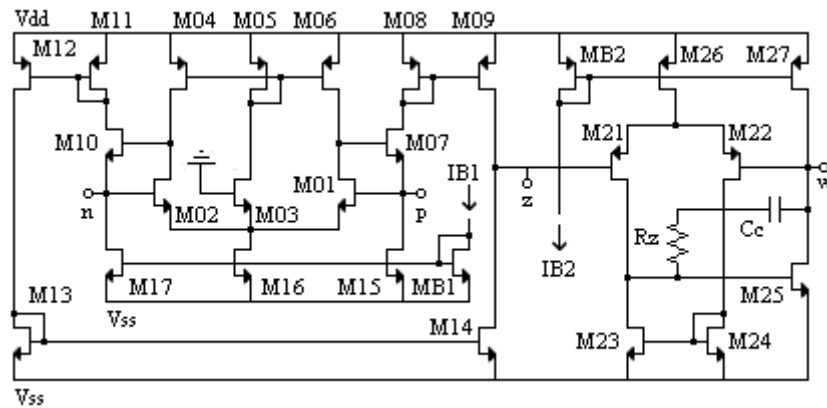 Vdd M11 M04 M05 M06 M08 M09
M12 MB2 M26 M27
M10 M07 M21 M22
M01 IB1
n M02 M03 p z w
Rz Cc
IB2
M13 M17 M16 M15 MB1 M25
Vss M14 M23 M24
Vss